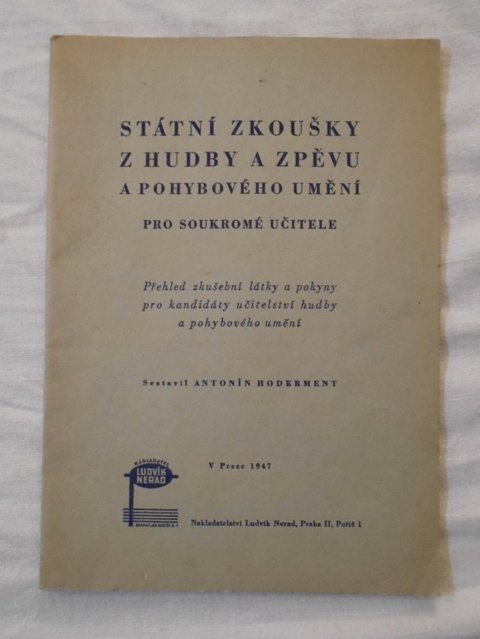 STÁTNÍ ZKOUŠKY
Z HUDBY A ZPĚVU
A POHYBOVÉHO UMĚNÍ
PRO SOUKROMÉ UČITELE
Přehled zkušební látky a pokyny
pro kandidáty učitelství hudby
a pohybového umění
Sestavil ANTONÍN HODERMENT
V Praze 1947
NAKLADATEL
LUDVÍK
NERAD
Nakladatelství Ludvík Nerad, Praha II, Poříč 1